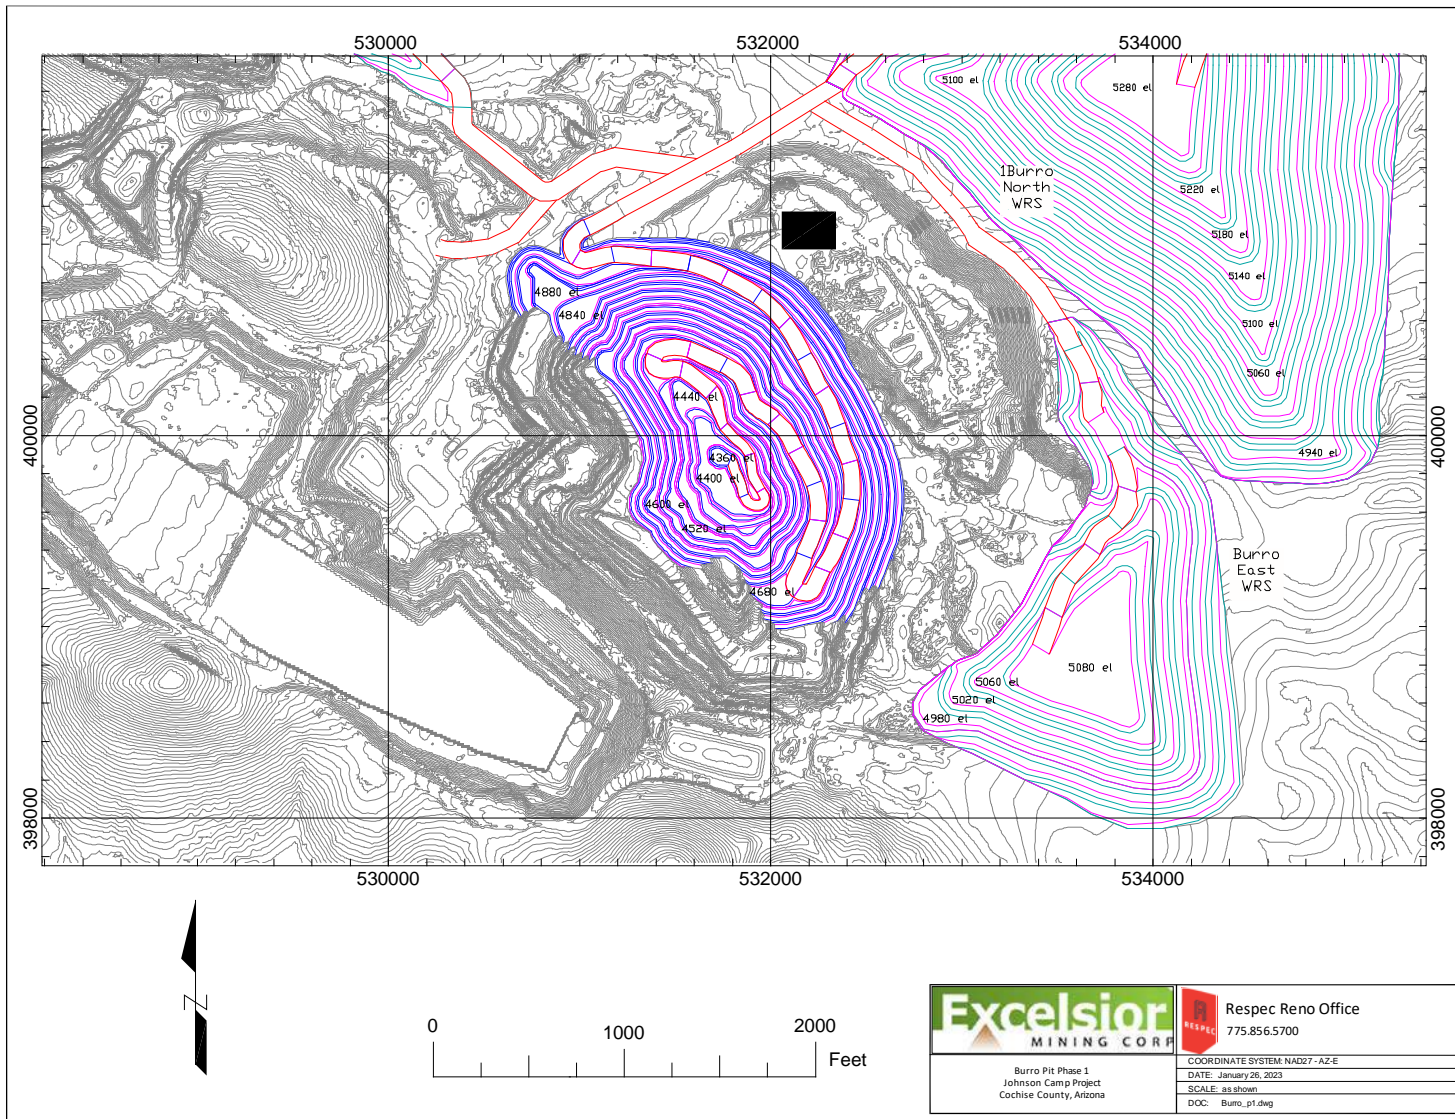 530000
532000
534000
5100 el
5280 el
1Burro
North
WRS
5220 el
5180 el
5140 el
5100 el
5060 el
4880 el
4840 el
4440 el
400000
400000
4360 el
4400 el
4940 el
4600 el
4520 el
4680 el
Burro
East
WRS
5080 el
5060 el
5020 el
4980 el
398000
398000
530000
532000
534000
N
0
1000
2000
Feet
Excelsior
MINING CORP
RESPEC
Respec Reno Office
775.856.5700
Burro Pit Phase 1
Johnson Camp Project
Cochise County, Arizona
COORDINATE SYSTEM: NAD27 - AZ-E
DATE: January 26, 2023
SCALE: as shown
DOC: Burro_p1.dwg